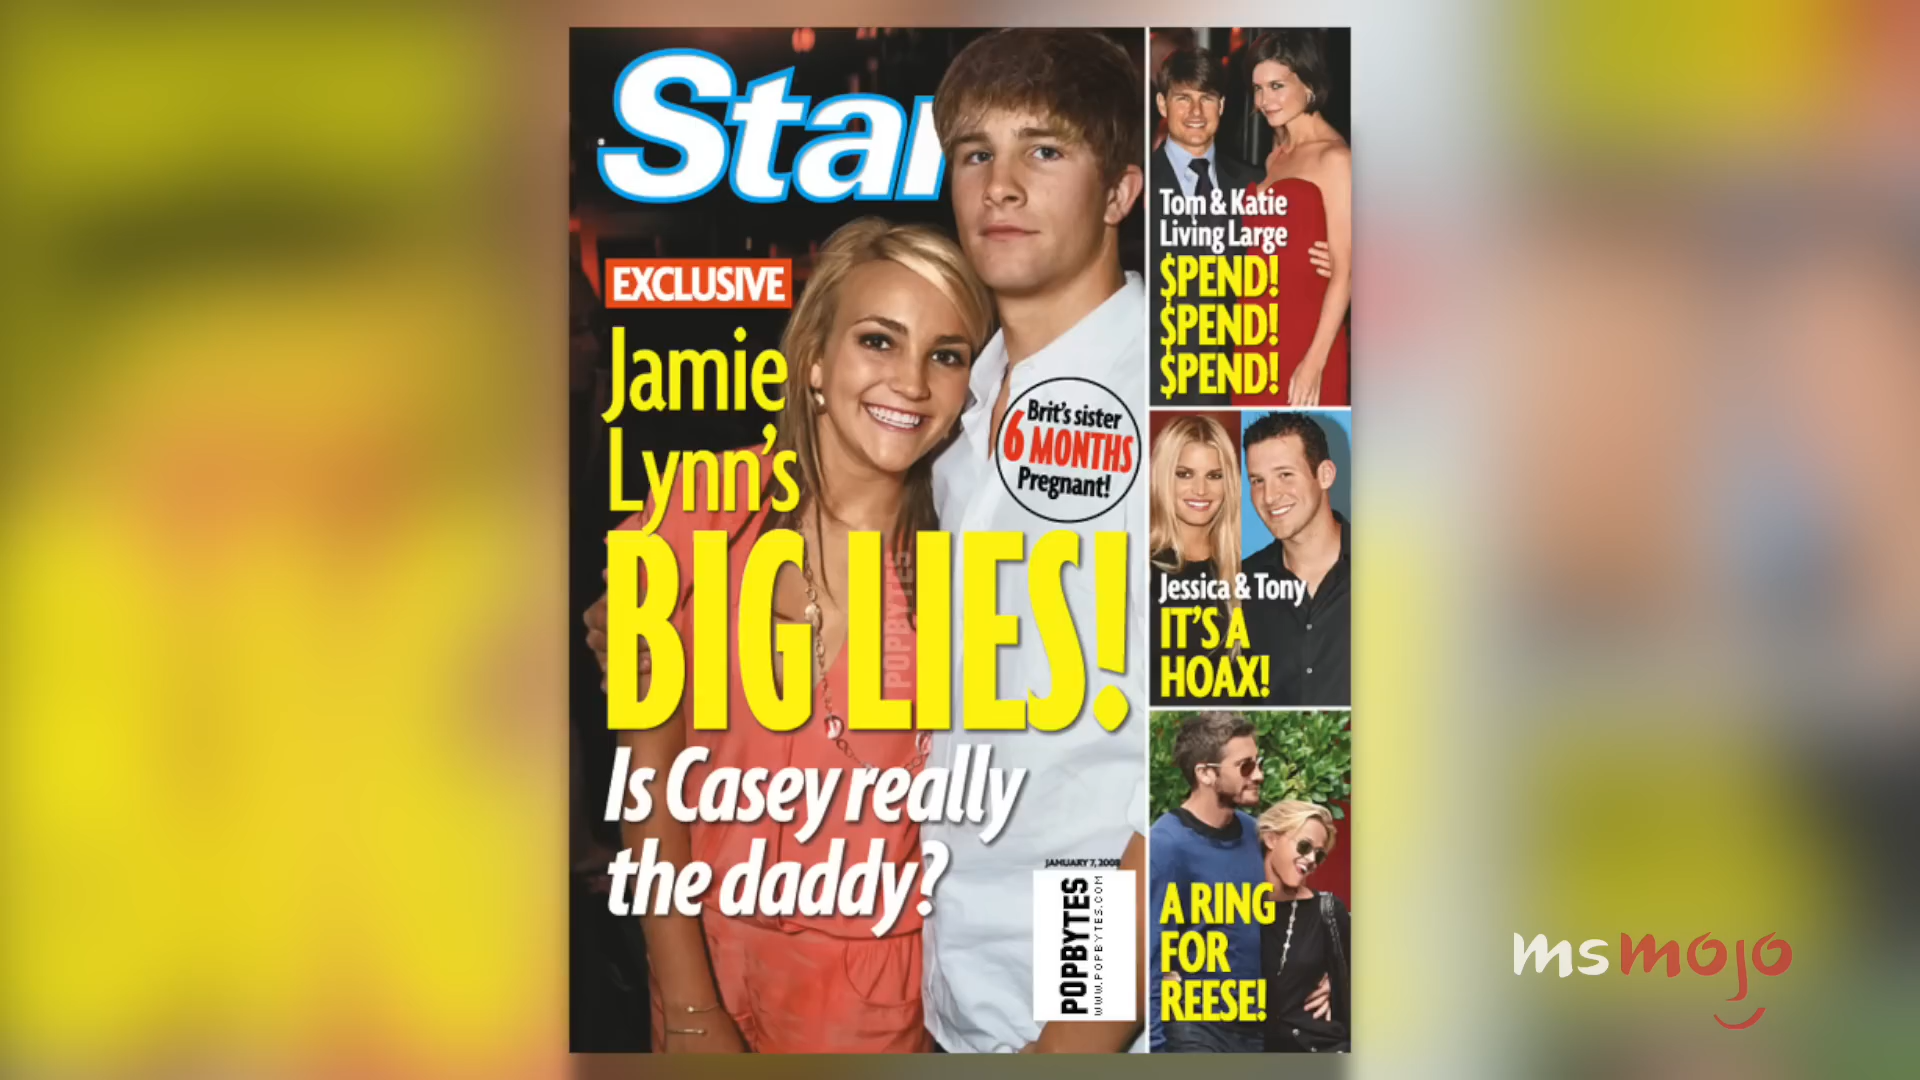 Star
EXCLUSIVE
Jamie
Lynn's
BIG LIES!
Is Casey really
the daddy?
Brit's sister
6 MONTHS
Pregnant!
POPBYTES
JANUARY 7, 2008
POPBYTES
WWW.POPBYTES.COM
Tom & Katie
Living Large
$PEND!
$PEND!
$PEND!
Jessica & Tony
IT'S A
HOAX!
A RING
FOR
REESE!
msmojo